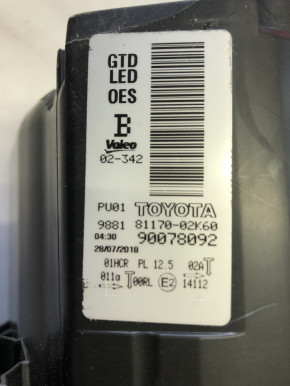 GTD
LED
OES
B
Valeo
02-342
PU01 TOYOTA
9881 81170-02K60
04:30 90078092
28/07/2018
01HCR PL 12.5 02A T
011a T00RL E2 14112